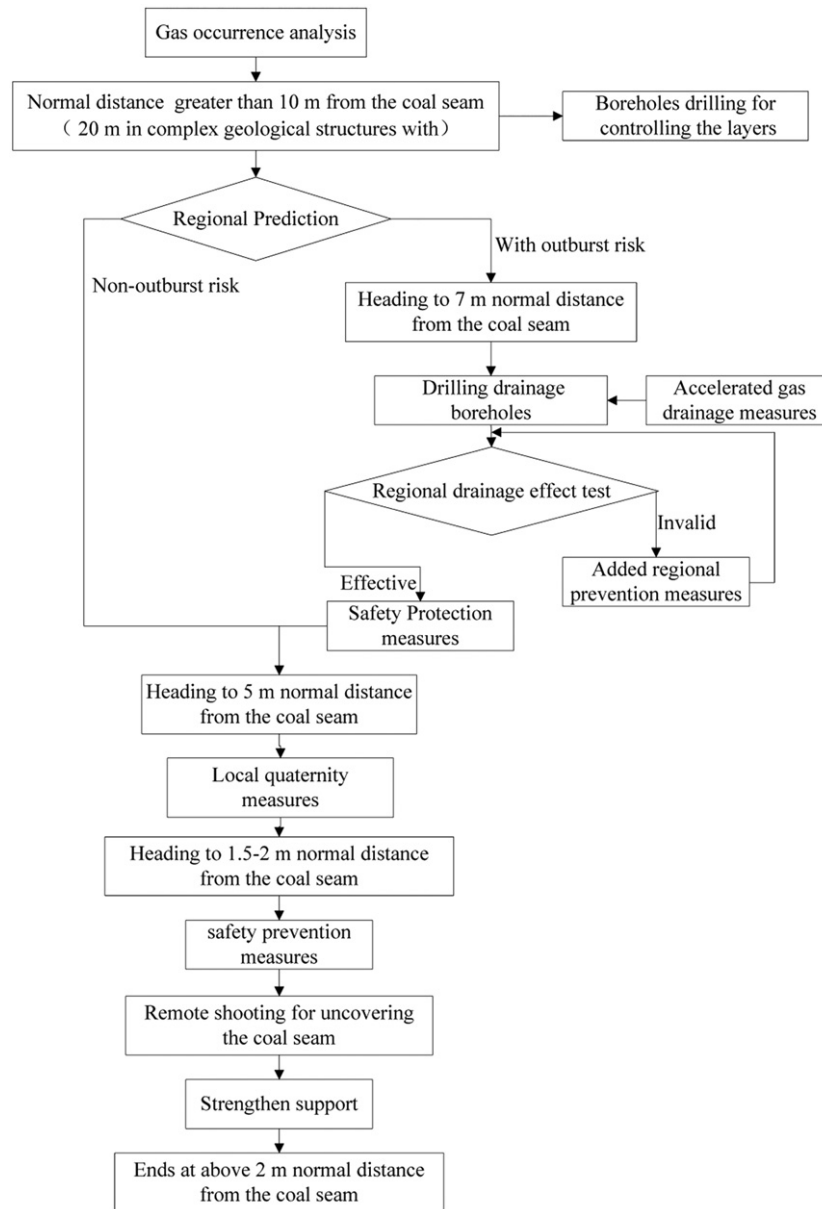 Gas occurrence analysis
Normal distance greater than 10 m from the coal seam
( 20 m in complex geological structures with)
Boreholes drilling for
controlling the layers
Regional Prediction
With outburst risk
Non-outburst risk
Heading to 7 m normal distance
from the coal seam
Drilling drainage
boreholes
Accelerated gas
drainage measures
Regional drainage effect test
Invalid
Added regional
prevention measures
Effective
Safety Protection
measures
Heading to 5 m normal distance
from the coal seam
Local quaternity
measures
Heading to 1.5-2 m normal distance
from the coal seam
safety prevention
measures
Remote shooting for uncovering
the coal seam
Strengthen support
Ends at above 2 m normal distance
from the coal seam